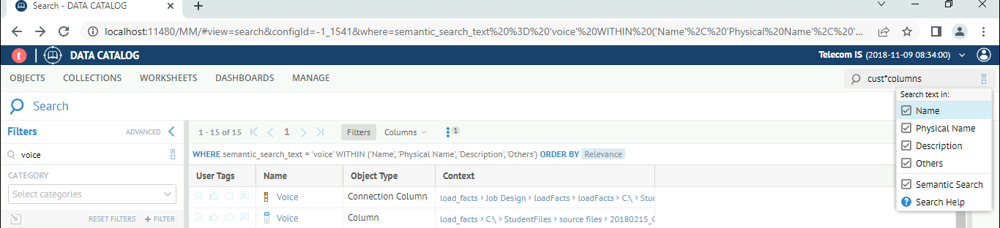 Search - DATA CATALOG
localhost:11480/MM/#view=search&configId=-1_1541&where=semantic_search_text%20%3D%20'voice'%20WITHIN%20('Name'%2C%20'Physical%20Name'%2C%20'Description'%2C%20'...
t DATA CATALOG Telecom IS (2018-11-09 08:34:00)
OBJECTS COLLECTIONS WORKSHEETS DASHBOARDS MANAGE cust*columns
Search
Search text in:
Name
Physical Name
Description
Others
Semantic Search
Search Help
Filters ADVANCED
voice
CATEGORY
Select categories
RESET FILTERS + FILTER
1 - 15 of 15 1 Filters Columns 1
WHERE semantic_search_text = 'voice' WITHIN ('Name', 'Physical Name', 'Description', 'Others') ORDER BY Relevance
User Tags Name Object Type Context
Voice Connection Column load_facts > Job Design > loadFacts > loadFacts > C:\ > Stud
Voice Column load_facts > C:\ > StudentFiles > source files > 20180215_C